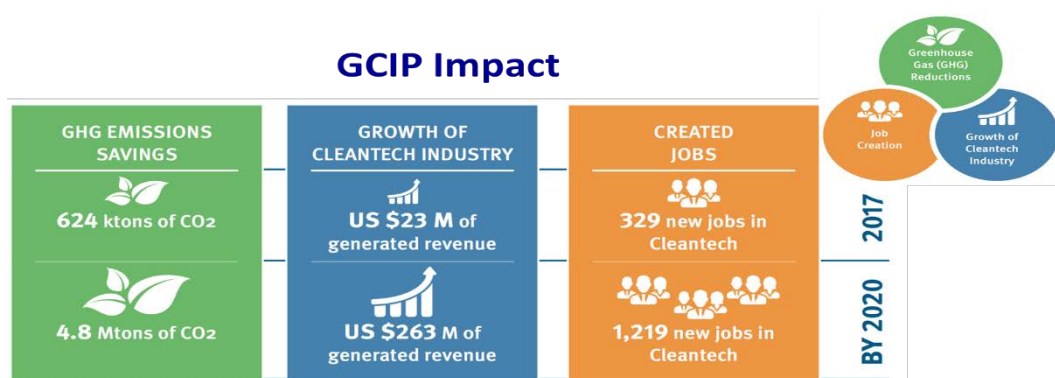 GCIP Impact
Greenhouse
Gas (GHG)
Reductions
Job
Creation
Growth of
Cleantech
Industry
GHG EMISSIONS
SAVINGS
624 ktons of CO2
4.8 Mtons of CO2
GROWTH OF
CLEANTECH INDUSTRY
US $23 M of
generated revenue
US $263 M of
generated revenue
CREATED
JOBS
329 new jobs in
Cleantech
1,219 new jobs in
Cleantech
2017
BY 2020